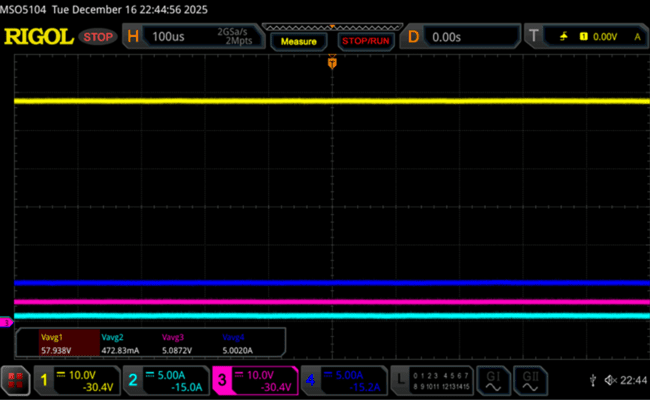 MSO5104 Tue December 16 22:44:56 2025
RIGOL STOP H 100us 2GSa/s 2Mpts Measure STOP/RUN D 0.00s T 1 0.00V A
T
3
Vavg1 Vavg2 Vavg3 Vavg4
57.938V 472.83mA 5.0872V 5.0020A
1 10.0V -30.4V 2 5.00A -15.0A 3 10.0V -30.4V 4 5.00A -15.2A L 0 1 2 3 4 5 6 7 GI GII 22:44
8 9 10 11 12 13 14 15